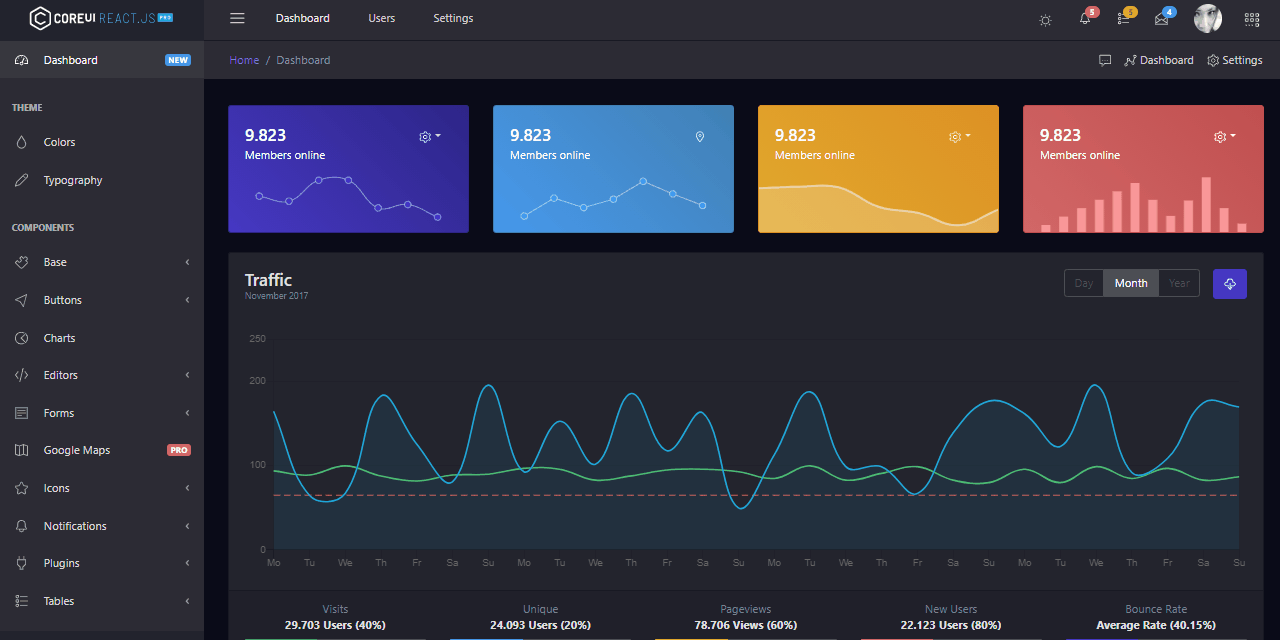 COREUI REACT.JS PRO
Dashboard Users Settings
5 5 4
Dashboard NEW
Home / Dashboard
Dashboard Settings
THEME
Colors
Typography
COMPONENTS
Base
Buttons
Charts
Editors
Forms
Google Maps PRO
Icons
Notifications
Plugins
Tables
9.823
Members online
9.823
Members online
9.823
Members online
9.823
Members online
Traffic
November 2017
Day Month Year
250
200
100
0
Mo Tu We Th Fr Sa Su Mo Tu We Th Fr Sa Su Mo Tu We Th Fr Sa Su Mo Tu We Th Fr Sa Su
Visits
29.703 Users (40%)
Unique
24.093 Users (20%)
Pageviews
78.706 Views (60%)
New Users
22.123 Users (80%)
Bounce Rate
Average Rate (40.15%)